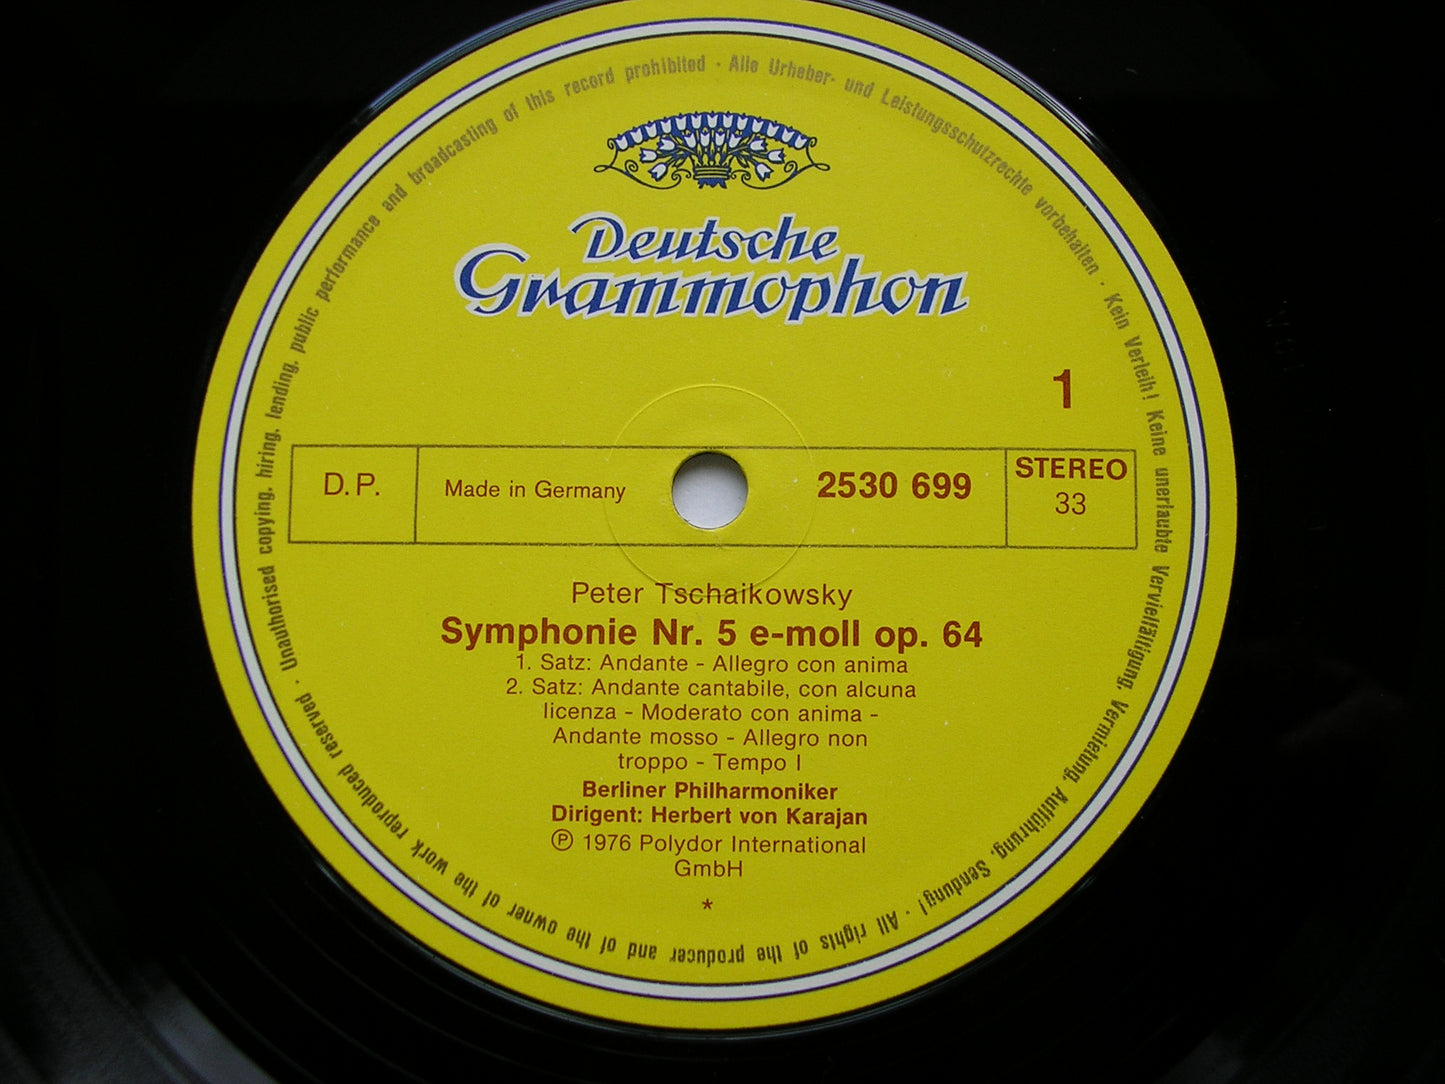 Deutsche
Grammophon
1
D.P.
Made in Germany
2530 699
STEREO
33
Peter Tschaikowsky
Symphonie Nr. 5 e-moll op. 64
1. Satz: Andante - Allegro con anima
2. Satz: Andante cantabile, con alcuna
licenza - Moderato con anima -
Andante mosso - Allegro non
troppo - Tempo I
Berliner Philharmoniker
Dirigent: Herbert von Karajan
℗ 1976 Polydor International
GmbH
*
Alle Urheber- und Leistungsschutzrechte vorbehalten · Kein Verleih! Keine unerlaubte Vervielfältigung, Vermietung, Aufführung, Sendung! · All rights of the producer and of the owner of the work reproduced reserved · Unauthorised copying, hiring, lending, public performance and broadcasting of this record prohibited ·